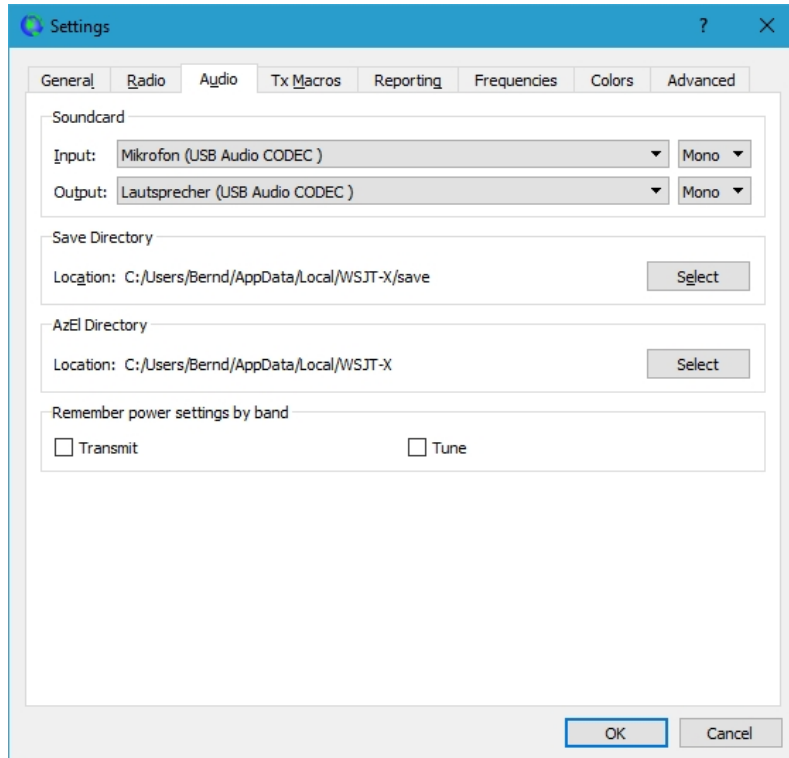 Settings
? X
General Radio Audio Tx Macros Reporting Frequencies Colors Advanced
Soundcard
Input: Mikrofon (USB Audio CODEC ) Mono
Output: Lautsprecher (USB Audio CODEC ) Mono
Save Directory
Location: C:/Users/Bernd/AppData/Local/WSJT-X/save Select
AzEl Directory
Location: C:/Users/Bernd/AppData/Local/WSJT-X Select
Remember power settings by band
Transmit Tune
OK Cancel